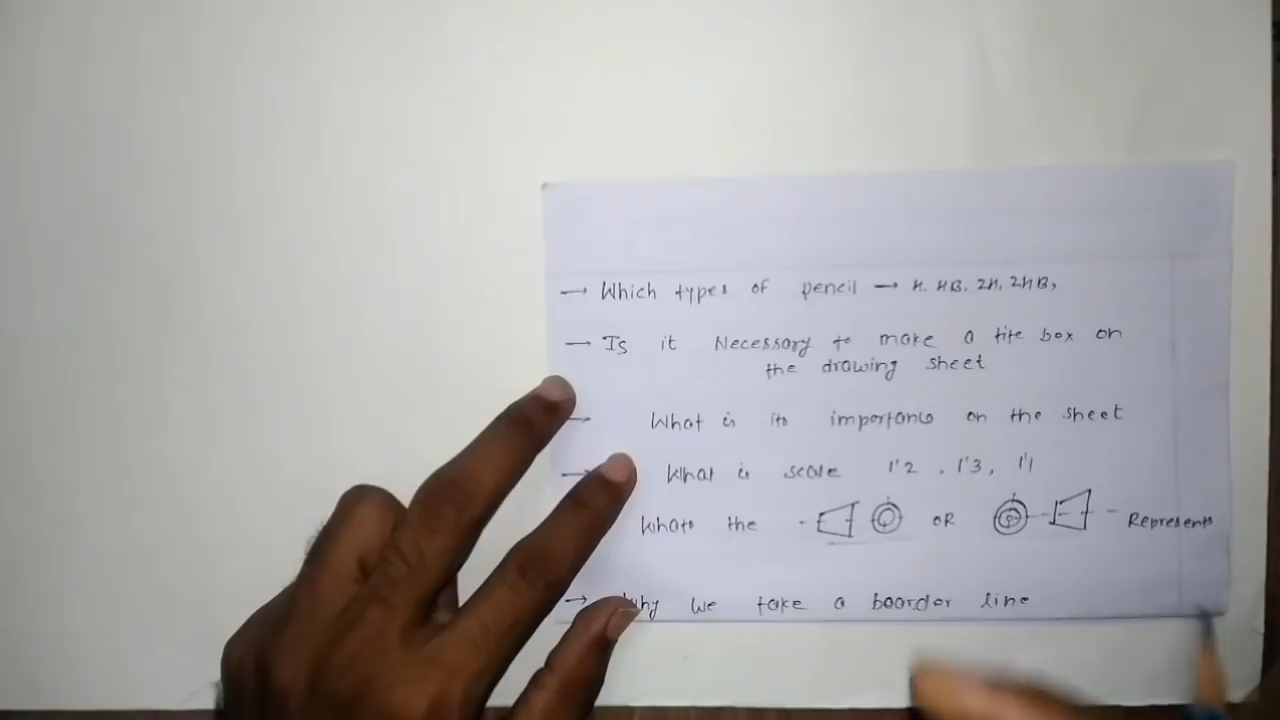 → Which types of pencil → H, HB, 2H, 2HB,
→ Is it Necessary to make a title box on
the drawing sheet
→ What is its importance on the sheet
→ What is scale 1'2, 1'3, 1'1
Whats the OR Represents
→ Why we take a boarder line